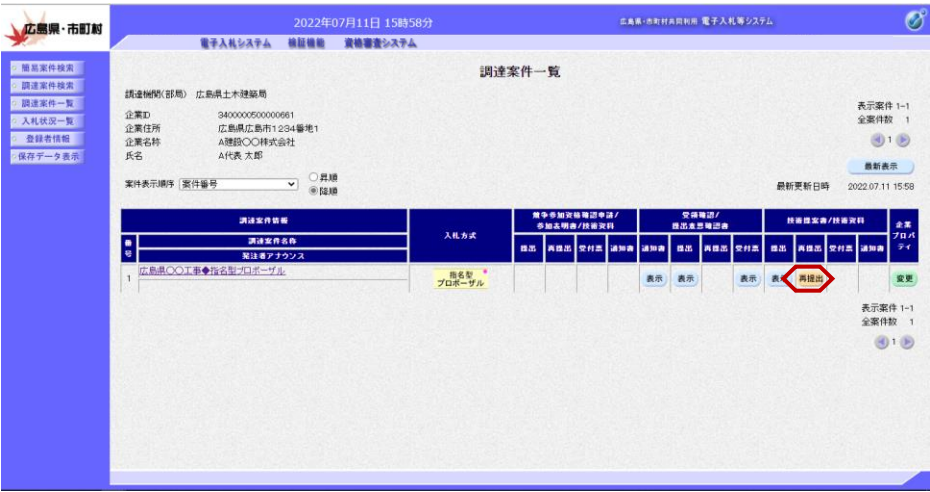 広島県・市町村
2022年07月11日 15時58分
広島県・市町村共同利用 電子入札等システム
電子入札システム 検証機能 資格審査システム
簡易案件検索
調達案件検索
調達案件一覧
入札状況一覧
登録者情報
保存データ表示
調達案件一覧
調達機関(部局) 広島県土木建築局
企業ID 3400000500000661
企業住所 広島県広島市1234番地1
企業名称 A建設〇〇株式会社
氏名 A代表 太郎
表示案件 1-1
全案件数 1
1
最新表示
案件表示順序 案件番号
昇順
降順
最新更新日時 2022.07.11 15:58
番号
調達案件情報
調達案件名称
発注者アナウンス
入札方式
競争参加資格確認申請/
参加表明書/技術資料
提出 再提出 受付票 通知書
受領確認/
提出意思確認書
通知書 提出 再提出 受付票
技術提案書/技術資料
提出 再提出 受付票 通知書
企業
プロパ
ティ
1 広島県〇〇工事◆指名型プロポーザル
指名型
プロポーザル
表示 表示 表示 表示 再提出 変更
表示案件 1-1
全案件数 1
1